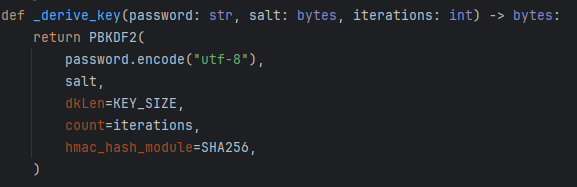 def _derive_key(password: str, salt: bytes, iterations: int) -> bytes:
    return PBKDF2(
        password.encode("utf-8"),
        salt,
        dkLen=KEY_SIZE,
        count=iterations,
        hmac_hash_module=SHA256,
    )